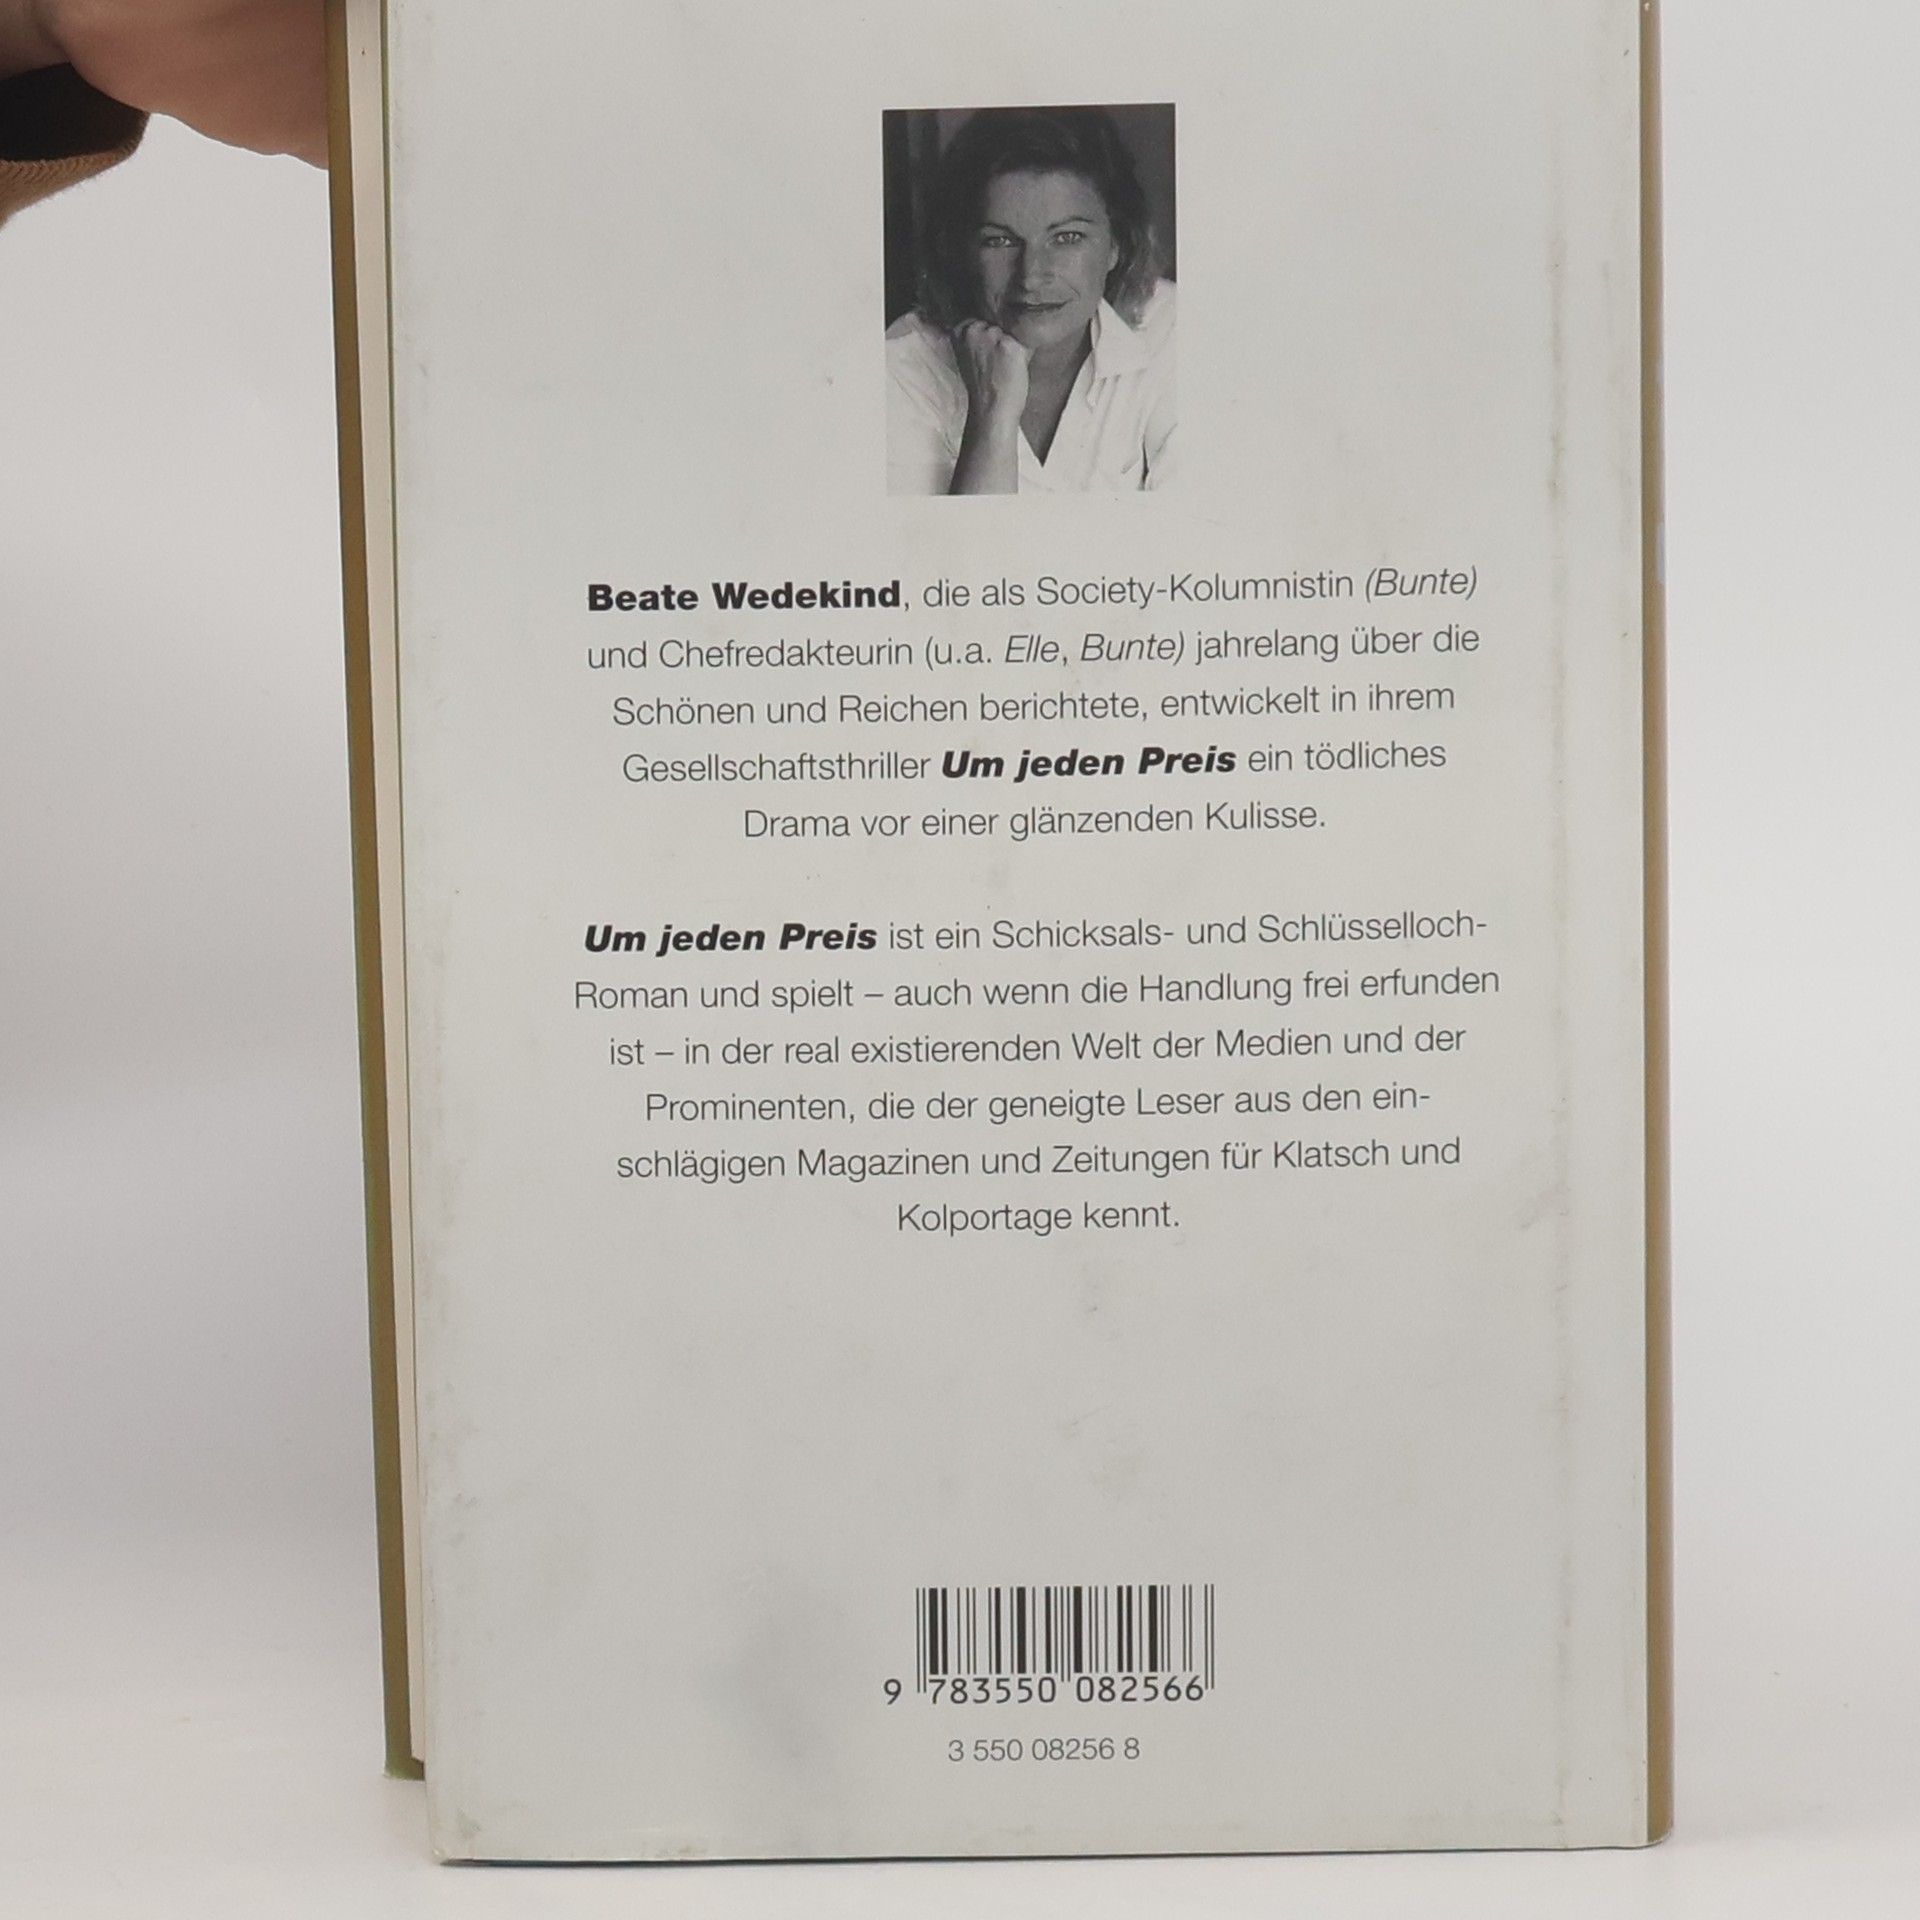 Beate Wedekind, die als Society-Kolumnistin (Bunte)
und Chefredakteurin (u.a. Elle, Bunte) jahrelang über die
Schönen und Reichen berichtete, entwickelt in ihrem
Gesellschaftsthriller Um jeden Preis ein tödliches
Drama vor einer glänzenden Kulisse.
Um jeden Preis ist ein Schicksals- und Schlüsselloch-
Roman und spielt – auch wenn die Handlung frei erfunden
ist – in der real existierenden Welt der Medien und der
Prominenten, die der geneigte Leser aus den ein-
schlägigen Magazinen und Zeitungen für Klatsch und
Kolportage kennt.
9 783550 082566
3 550 08256 8